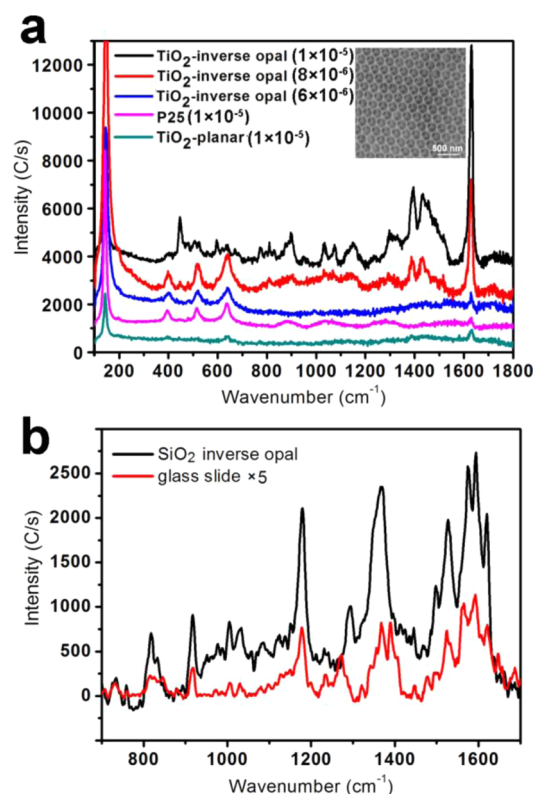 a
TiO₂-inverse opal (1×10⁻⁵)
TiO₂-inverse opal (8×10⁻⁶)
TiO₂-inverse opal (6×10⁻⁶)
P25 (1×10⁻⁵)
TiO₂-planar (1×10⁻⁵)
500 nm
Intensity (C/s)
12000
10000
8000
6000
4000
2000
0
200 400 600 800 1000 1200 1400 1600 1800
Wavenumber (cm⁻¹)
b
SiO₂ inverse opal
glass slide ×5
Intensity (C/s)
2500
2000
1500
1000
500
0
800 1000 1200 1400 1600
Wavenumber (cm⁻¹)